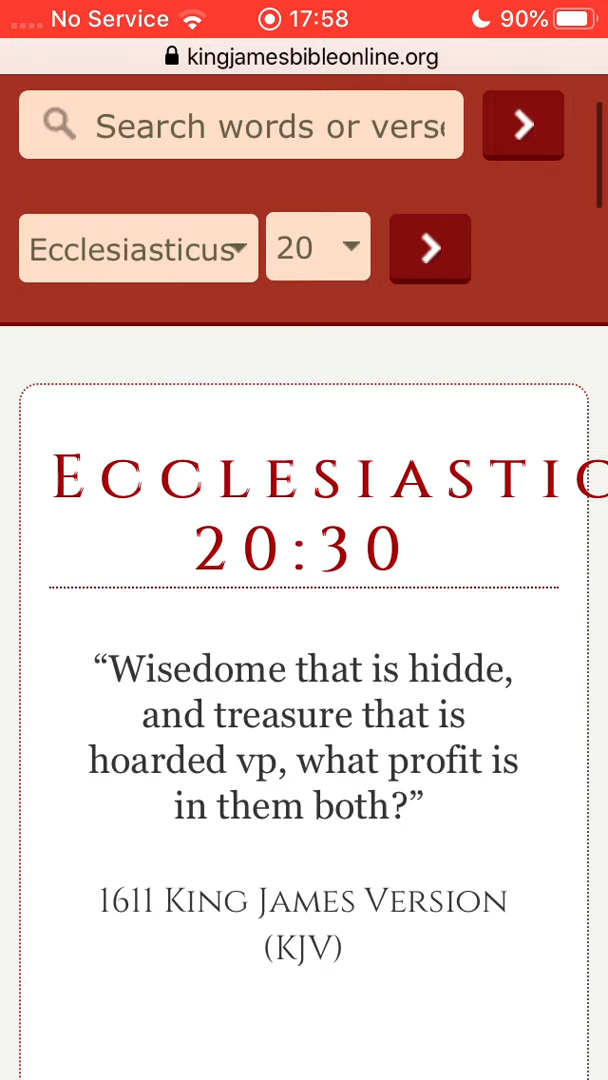 No Service 17:58 90%
kingjamesbibleonline.org
Search words or verse
Ecclesiasticus 20
ECCLESIASTIC
20:30
“Wisedome that is hidde,
and treasure that is
hoarded vp, what profit is
in them both?”
1611 King James Version
(KJV)